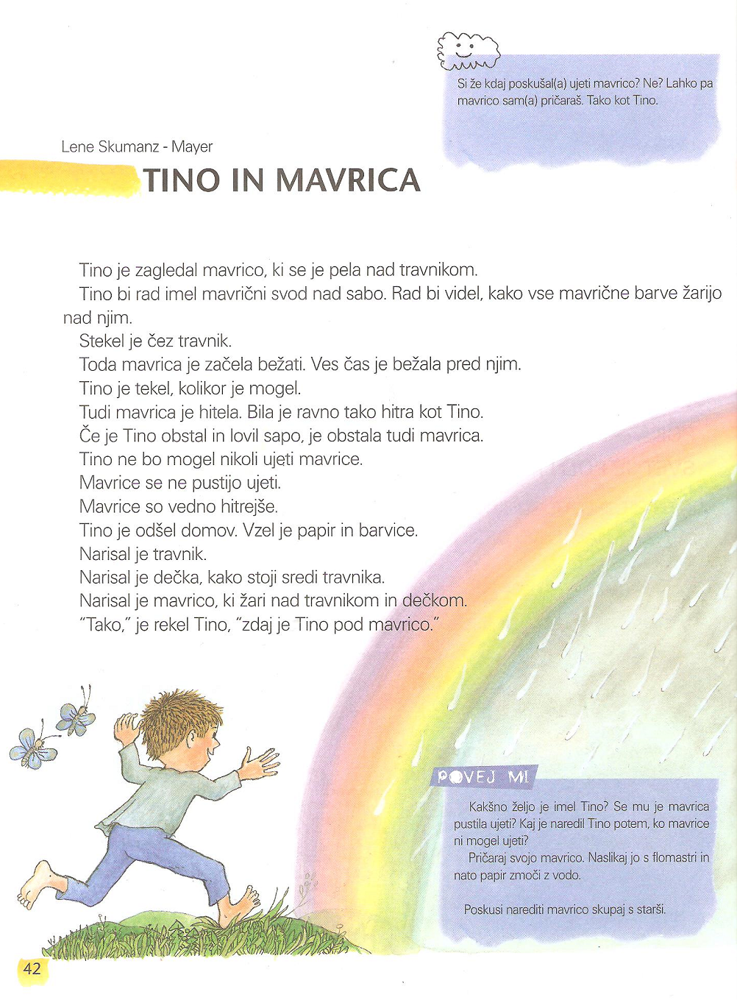 Si že kdaj poskušal(a) ujeti mavrico? Ne? Lahko pa
mavrico sam(a) pričaraš. Tako kot Tino.
Lene Skumanz - Mayer
TINO IN MAVRICA
Tino je zagledal mavrico, ki se je pela nad travnikom.
Tino bi rad imel mavrični svod nad sabo. Rad bi videl, kako vse mavrične barve žarijo
nad njim.
Stekel je čez travnik.
Toda mavrica je začela bežati. Ves čas je bežala pred njim.
Tino je tekel, kolikor je mogel.
Tudi mavrica je hitela. Bila je ravno tako hitra kot Tino.
Če je Tino obstal in lovil sapo, je obstala tudi mavrica.
Tino ne bo mogel nikoli ujeti mavrice.
Mavrice se ne pustijo ujeti.
Mavrice so vedno hitrejše.
Tino je odšel domov. Vzel je papir in barvice.
Narisal je travnik.
Narisal je dečka, kako stoji sredi travnika.
Narisal je mavrico, ki žari nad travnikom in dečkom.
"Tako," je rekel Tino, "zdaj je Tino pod mavrico."
POVEJ MI
Kakšno željo je imel Tino? Se mu je mavrica
pustila ujeti? Kaj je naredil Tino potem, ko mavrice
ni mogel ujeti?
Pričaraj svojo mavrico. Naslikaj jo s flomastri in
nato papir zmoči z vodo.
Poskusi narediti mavrico skupaj s starši.
42